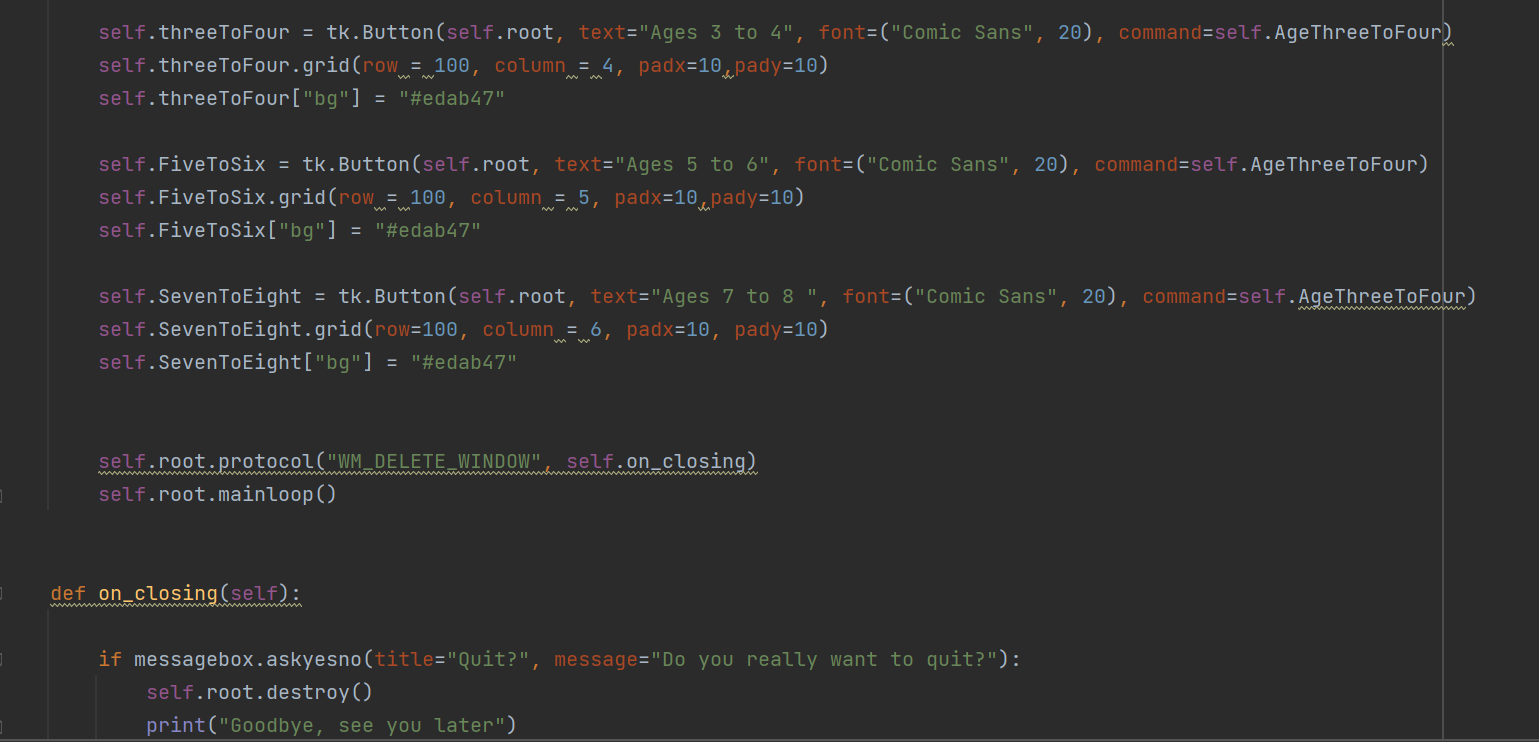 self.threeToFour = tk.Button(self.root, text="Ages 3 to 4", font=("Comic Sans", 20), command=self.AgeThreeToFour)
self.threeToFour.grid(row = 100, column = 4, padx=10,pady=10)
self.threeToFour["bg"] = "#edab47"
self.FiveToSix = tk.Button(self.root, text="Ages 5 to 6", font=("Comic Sans", 20), command=self.AgeThreeToFour)
self.FiveToSix.grid(row = 100, column = 5, padx=10,pady=10)
self.FiveToSix["bg"] = "#edab47"
self.SevenToEight = tk.Button(self.root, text="Ages 7 to 8 ", font=("Comic Sans", 20), command=self.AgeThreeToFour)
self.SevenToEight.grid(row=100, column = 6, padx=10, pady=10)
self.SevenToEight["bg"] = "#edab47"
self.root.protocol("WM_DELETE_WINDOW", self.on_closing)
self.root.mainloop()
def on_closing(self):
if messagebox.askyesno(title="Quit?", message="Do you really want to quit?"):
self.root.destroy()
print("Goodbye, see you later")